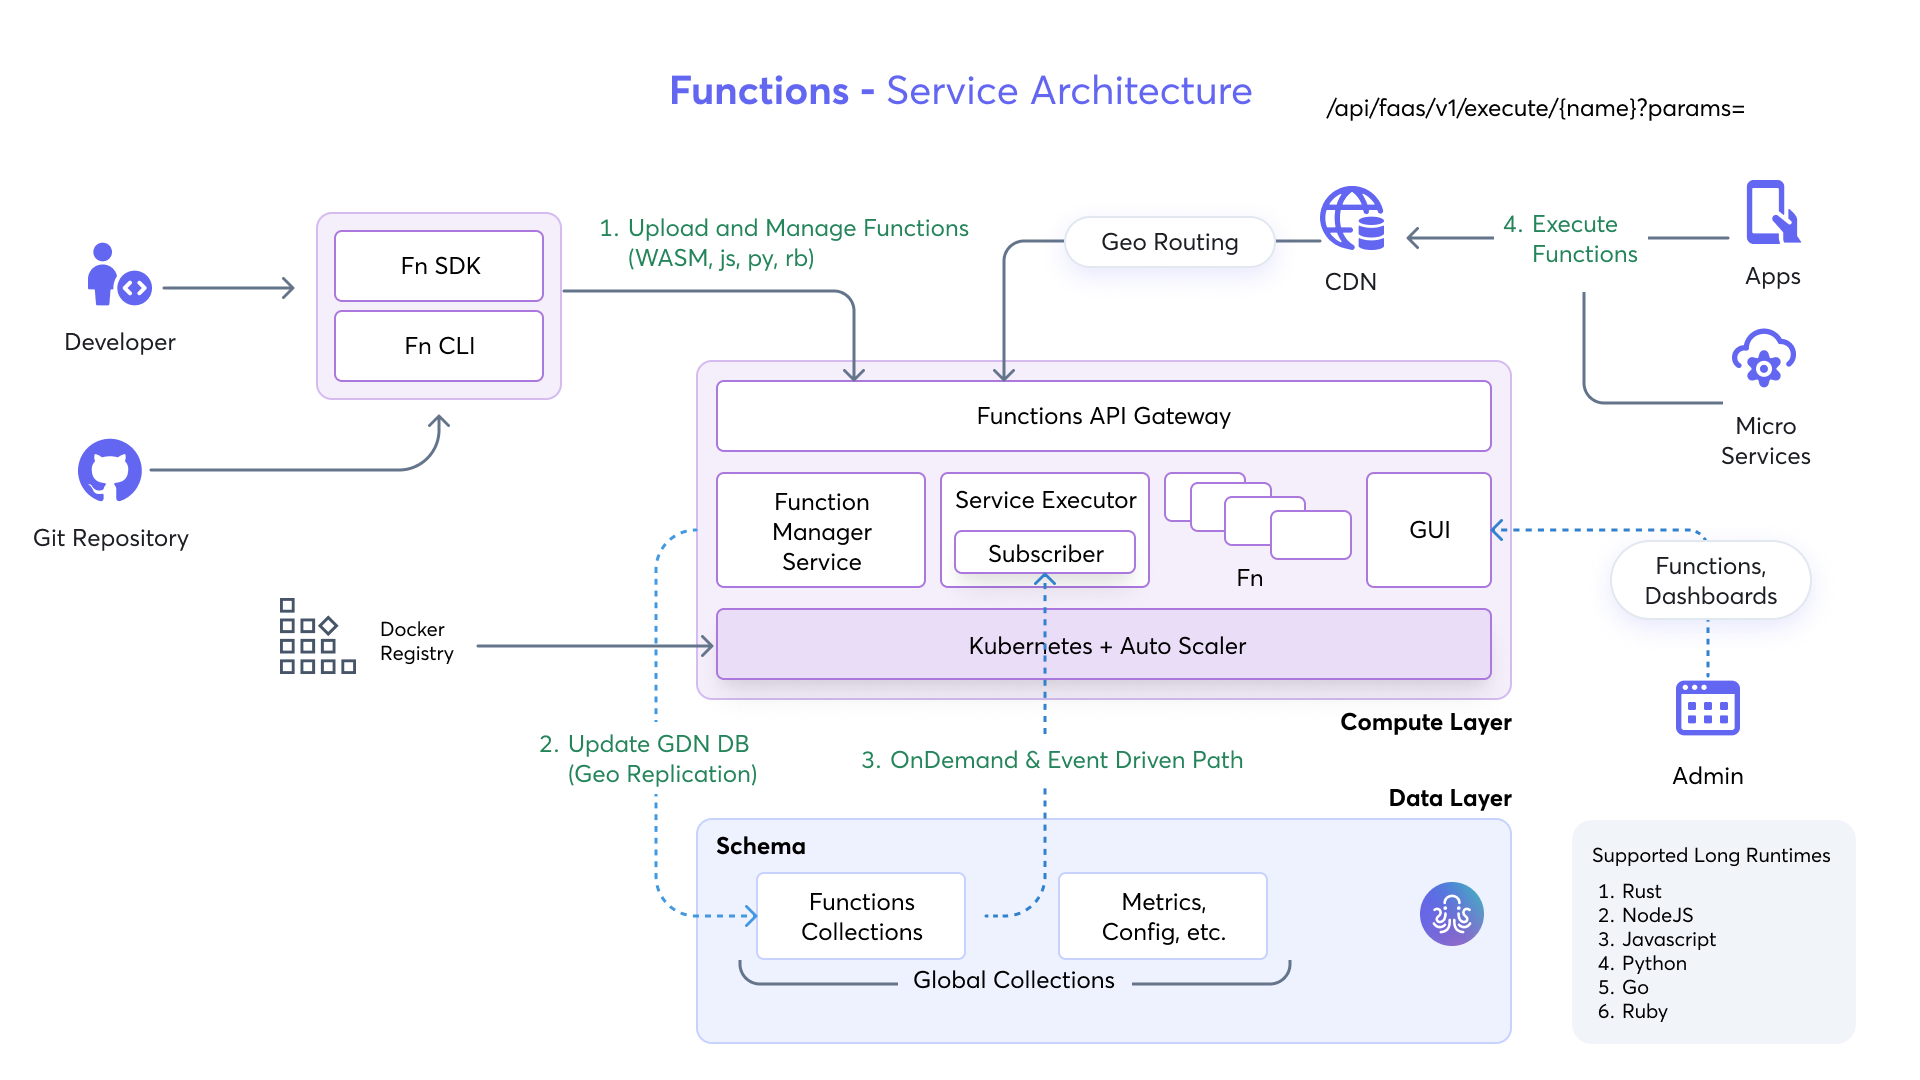 Functions - Service Architecture
/api/faas/v1/execute/{name}?params=
Developer
Git Repository
Fn SDK
Fn CLI
1. Upload and Manage Functions
(WASM, js, py, rb)
Geo Routing
CDN
4. Execute
Functions
Apps
Micro
Services
Functions API Gateway
Function
Manager
Service
Service Executor
Subscriber
Fn
GUI
Kubernetes + Auto Scaler
Docker
Registry
Functions,
Dashboards
Admin
Compute Layer
2. Update GDN DB
(Geo Replication)
3. OnDemand & Event Driven Path
Data Layer
Schema
Functions
Collections
Metrics,
Config, etc.
Global Collections
Supported Long Runtimes
1. Rust
2. NodeJS
3. Javascript
4. Python
5. Go
6. Ruby